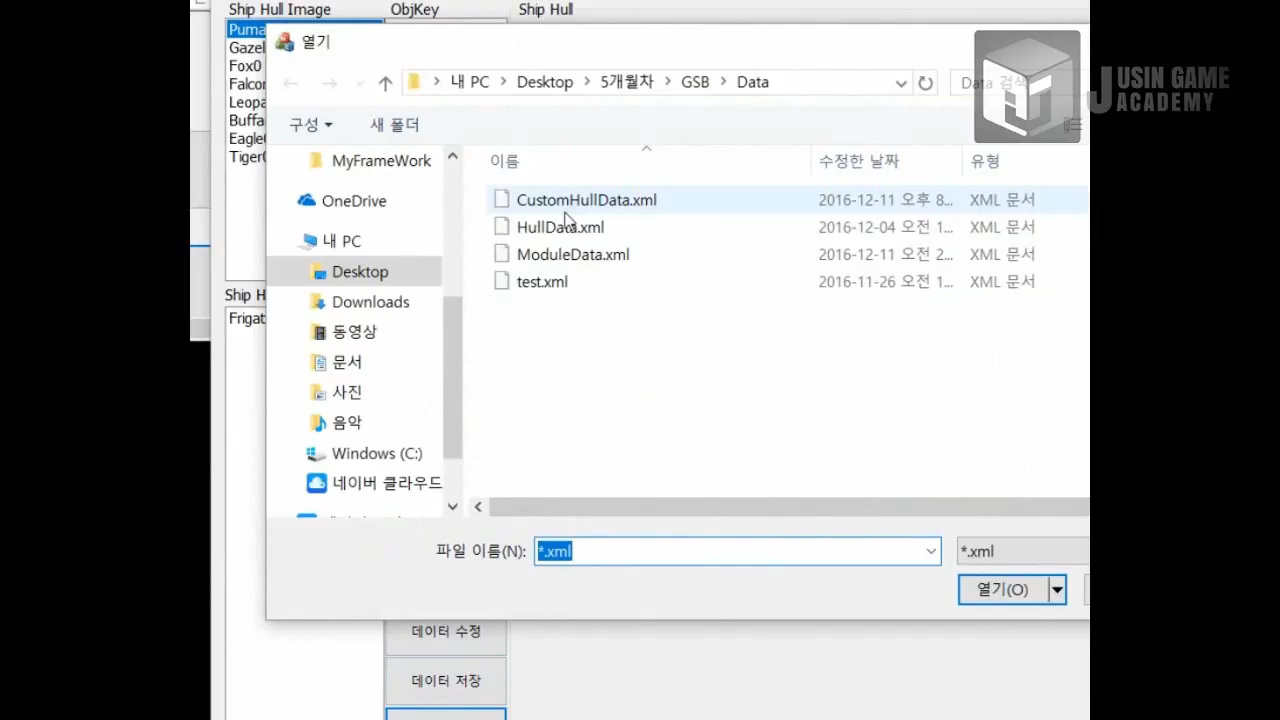 Ship Hull Image
ObjKey
Ship Hull
Puma
Gazel
Fox0
Falcon
Leopa
Buffa
Eagle
Tiger
Ship H
Frigat
열기
내 PC > Desktop > 5개월차 > GSB > Data
Data 검색
JUSIN GAME
ACADEMY
구성
새 폴더
MyFrameWork
OneDrive
내 PC
Desktop
Downloads
동영상
문서
사진
음악
Windows (C:)
네이버 클라우드
이름 수정한 날짜 유형
CustomHullData.xml 2016-12-11 오후 8... XML 문서
HullData.xml 2016-12-04 오전 1... XML 문서
ModuleData.xml 2016-12-11 오전 2... XML 문서
test.xml 2016-11-26 오전 1... XML 문서
파일 이름(N): *.xml
*.xml
열기(O)
데이터 수정
데이터 저장